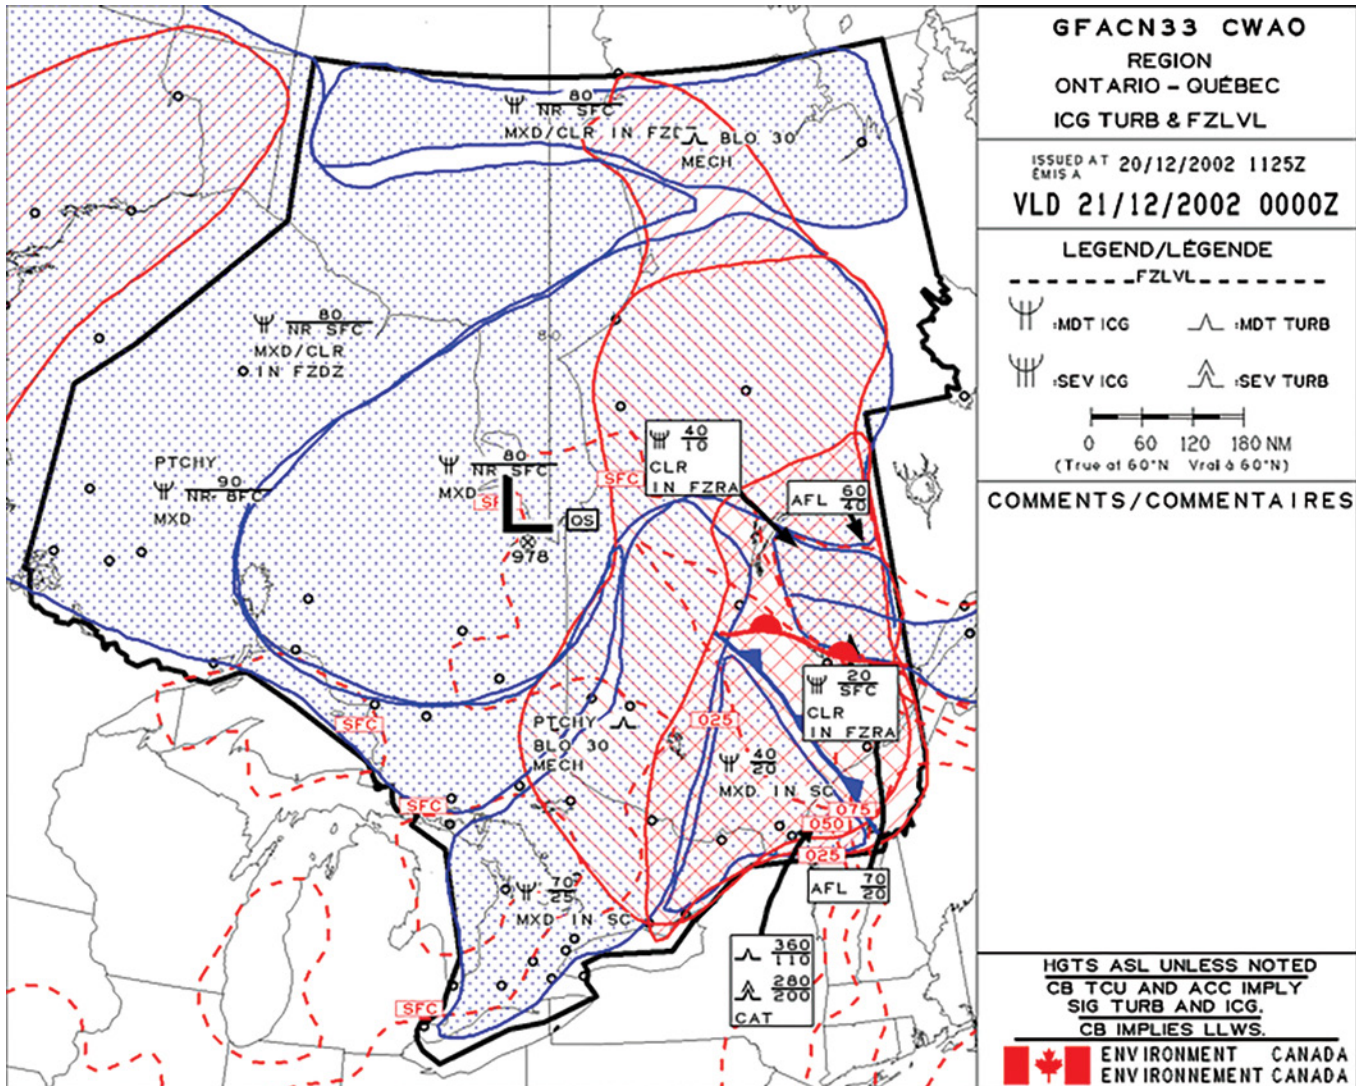 GFACN33 CWAO
REGION
ONTARIO – QUÉBEC
ICG TURB & FZLVL
ISSUED AT
ÉMIS A
20/12/2002 1125Z
VLD 21/12/2002 0000Z
LEGEND/LÉGENDE
FZLVL
:MDT ICG
:MDT TURB
:SEV ICG
:SEV TURB
0 60 120 180 NM
(True at 60°N Vrai à 60°N)
COMMENTS/COMMENTAIRES
HGTS ASL UNLESS NOTED
CB TCU AND ACC IMPLY
SIG TURB AND ICG.
CB IMPLIES LLWS.
ENVIRONMENT CANADA
ENVIRONNEMENT CANADA
80
NR SFC
MXD/CLR IN
BLO 30
MECH
80
NR SFC
MXD/CLR
IN FZDZ
80
PTCHY
90
MXD
80
NR SFC
MXD
OS
978
SFC
40
10
CLR
IN FZRA
AFL 60
40
20
SFC
CLR
IN FZRA
PTCHY
BLO 30
MECH
025
40
20
MXD IN SC
075
050
025
SFC
SFC
SFC
70
25
MXD IN SC
AFL 70
20
360
110
280
200
CAT